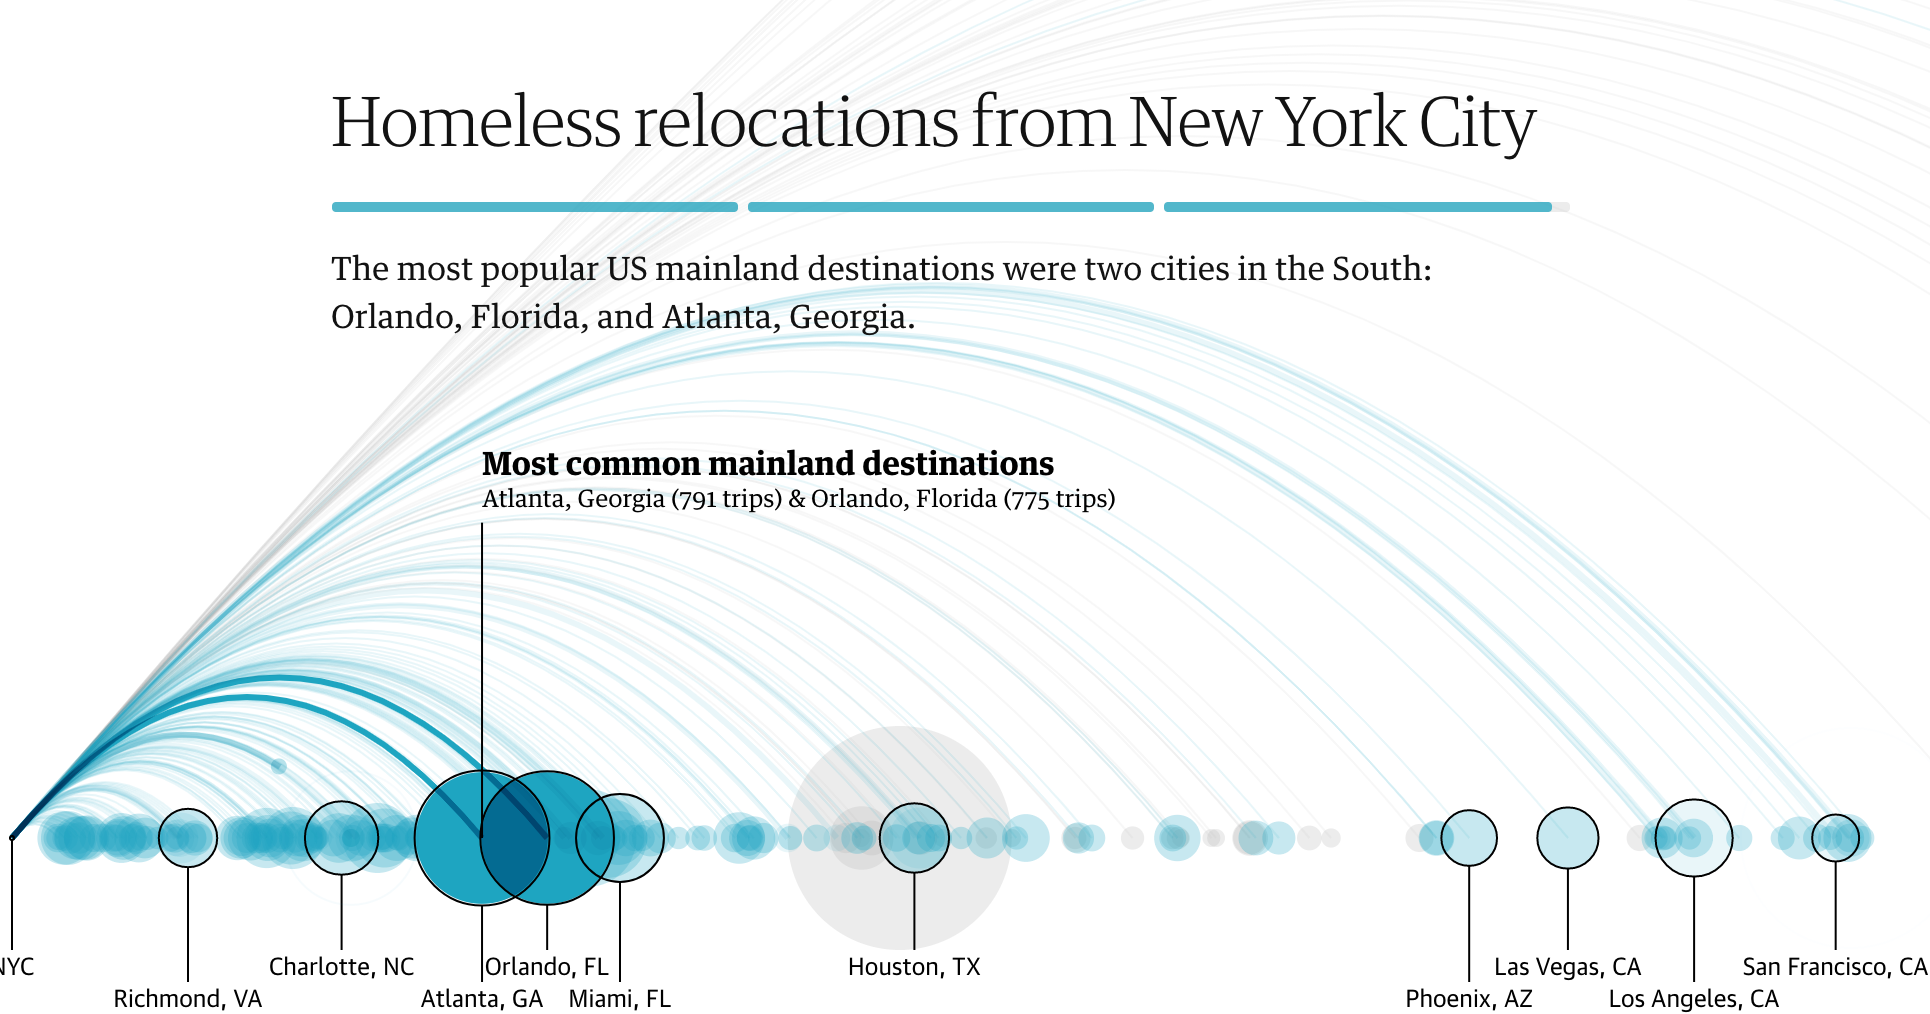 Homeless relocations from New York City
The most popular US mainland destinations were two cities in the South:
Orlando, Florida, and Atlanta, Georgia.
Most common mainland destinations
Atlanta, Georgia (791 trips) & Orlando, Florida (775 trips)
NYC
Charlotte, NC
Orlando, FL
Houston, TX
Las Vegas, CA
San Francisco, CA
Richmond, VA
Atlanta, GA
Miami, FL
Phoenix, AZ
Los Angeles, CA